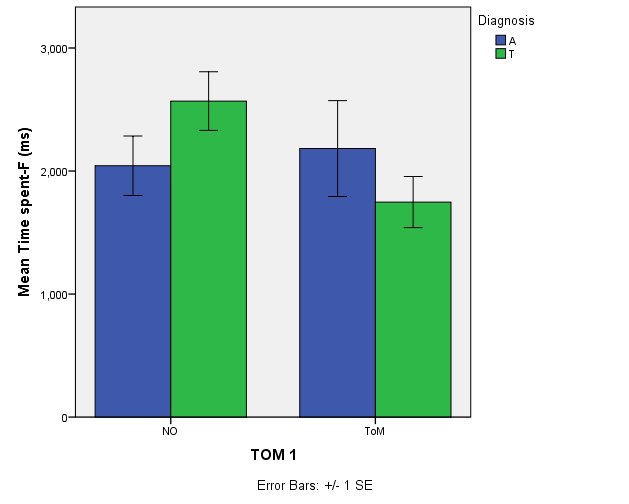 Diagnosis
A
T
Mean Time spent-F (ms)
3,000
2,000
1,000
0
NO
ToM
TOM 1
Error Bars: +/- 1 SE